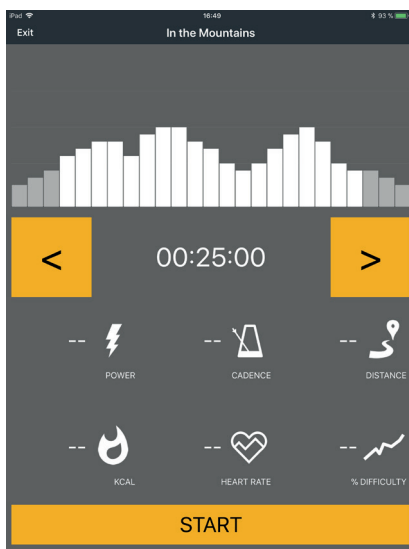 iPad 16:49 93 %
Exit In the Mountains
< 00:25:00 >
-- -- --
POWER CADENCE DISTANCE
-- -- --
KCAL HEART RATE % DIFFICULTY
START